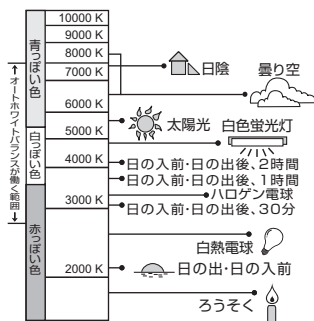 オートホワイトバランスが働く範囲
青っぽい色
白っぽい色
赤っぽい色
10000 K
9000 K
8000 K
7000 K
6000 K
5000 K
4000 K
3000 K
2000 K
日陰
曇り空
太陽光
白色蛍光灯
日の入前･日の出後､2時間
日の入前･日の出後､1時間
ハロゲン電球
日の入前･日の出後､30分
白熱電球
日の出･日の入前
ろうそく